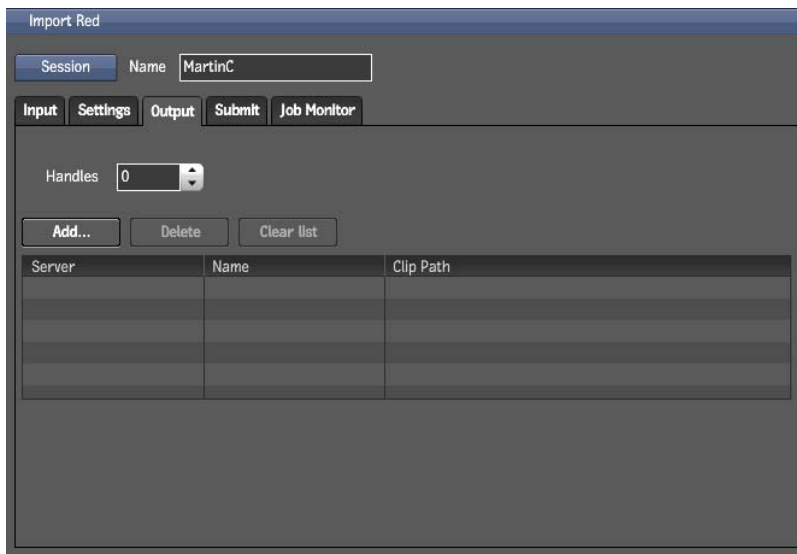 Import Red
Session Name MartinC
Input Settings Output Submit Job Monitor
Handles 0
Add... Delete Clear list
Server Name Clip Path